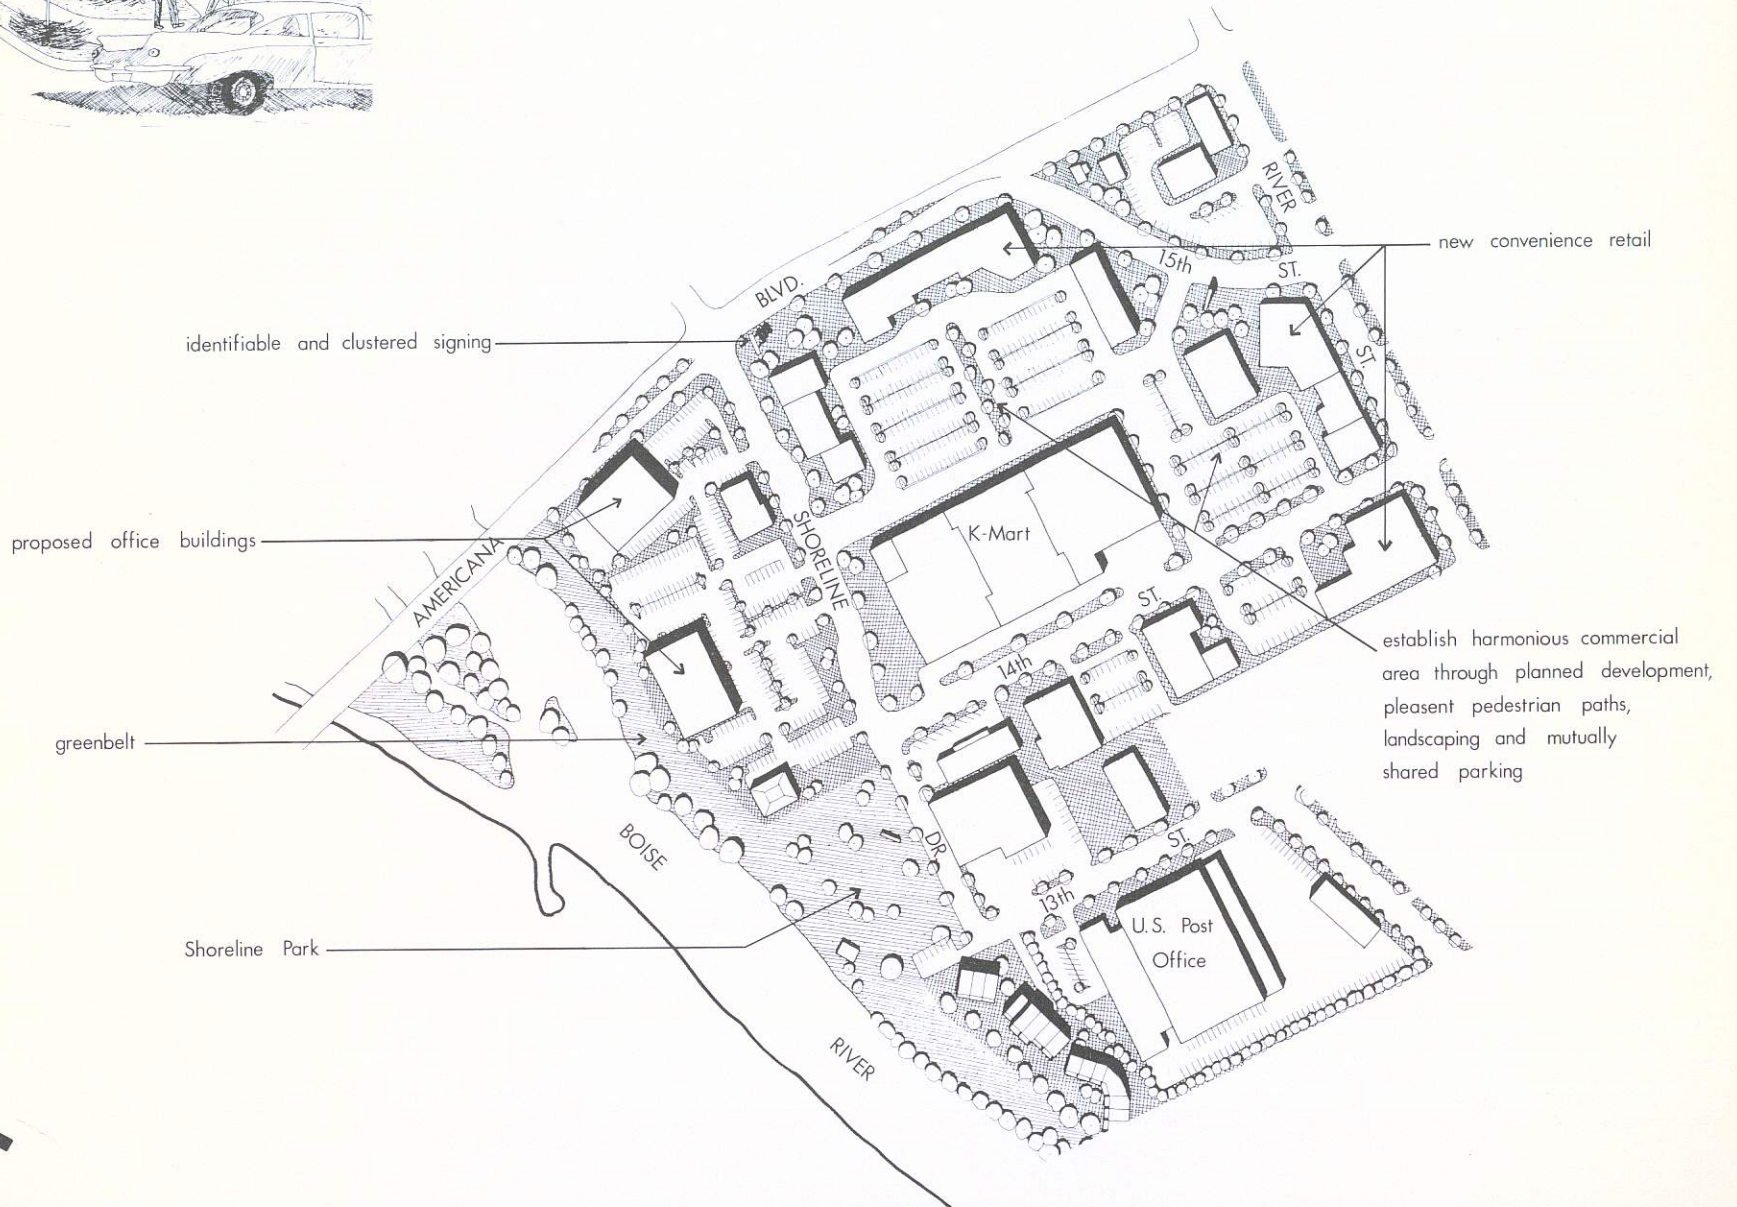 RIVER
new convenience retail
15th
ST.
BLVD.
identifiable and clustered signing
ST.
proposed office buildings
K-Mart
SHORELINE
AMERICANA
ST.
14th
establish harmonious commercial
area through planned development,
pleasent pedestrian paths,
landscaping and mutually
shared parking
greenbelt
BOISE
DR.
ST.
13th
U.S. Post
Office
Shoreline Park
RIVER